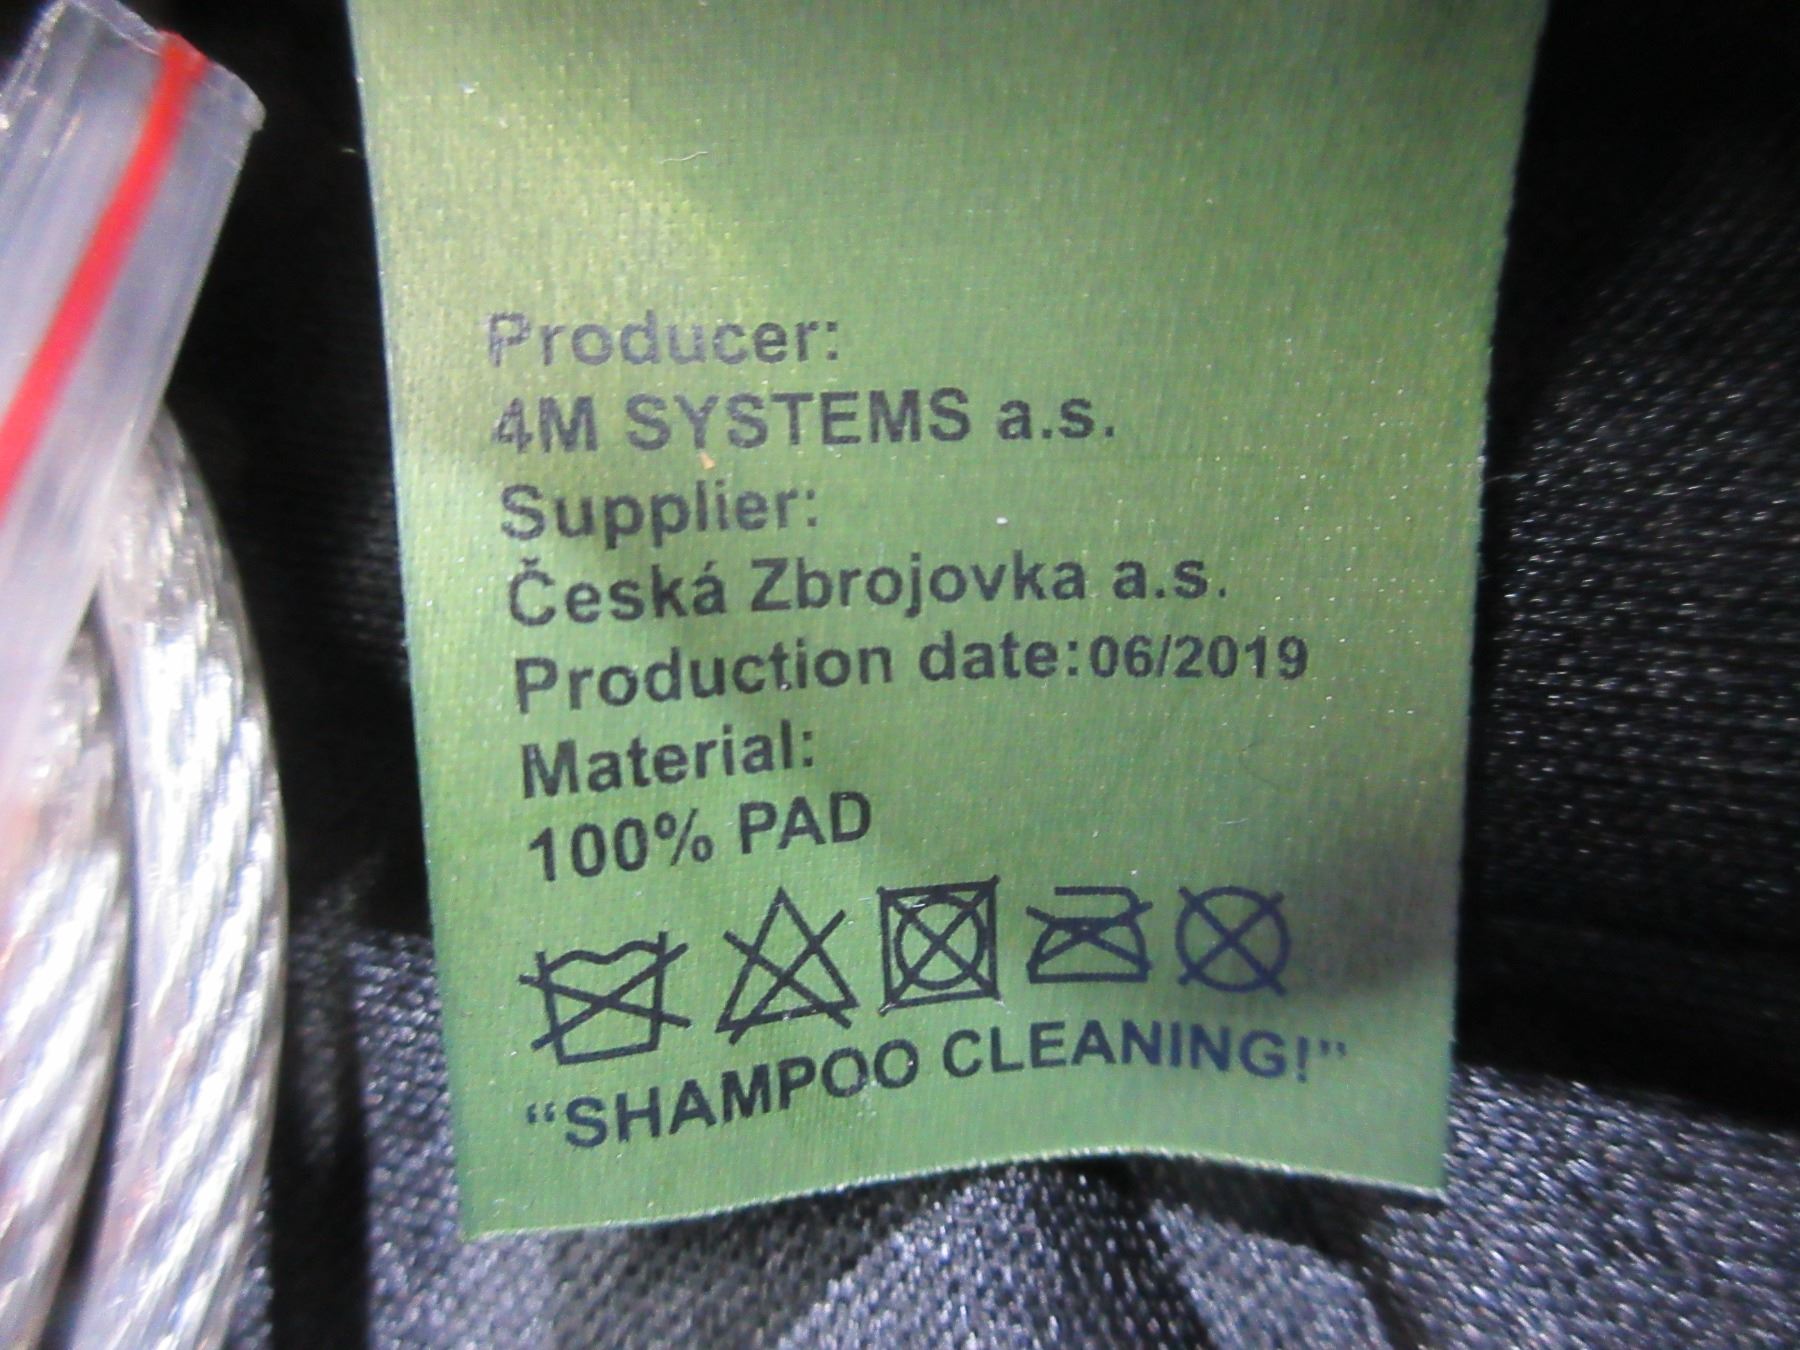 Producer:
4M SYSTEMS a.s.
Supplier:
Česká Zbrojovka a.s.
Production date:06/2019
Material:
100% PAD
“SHAMPOO CLEANING!”